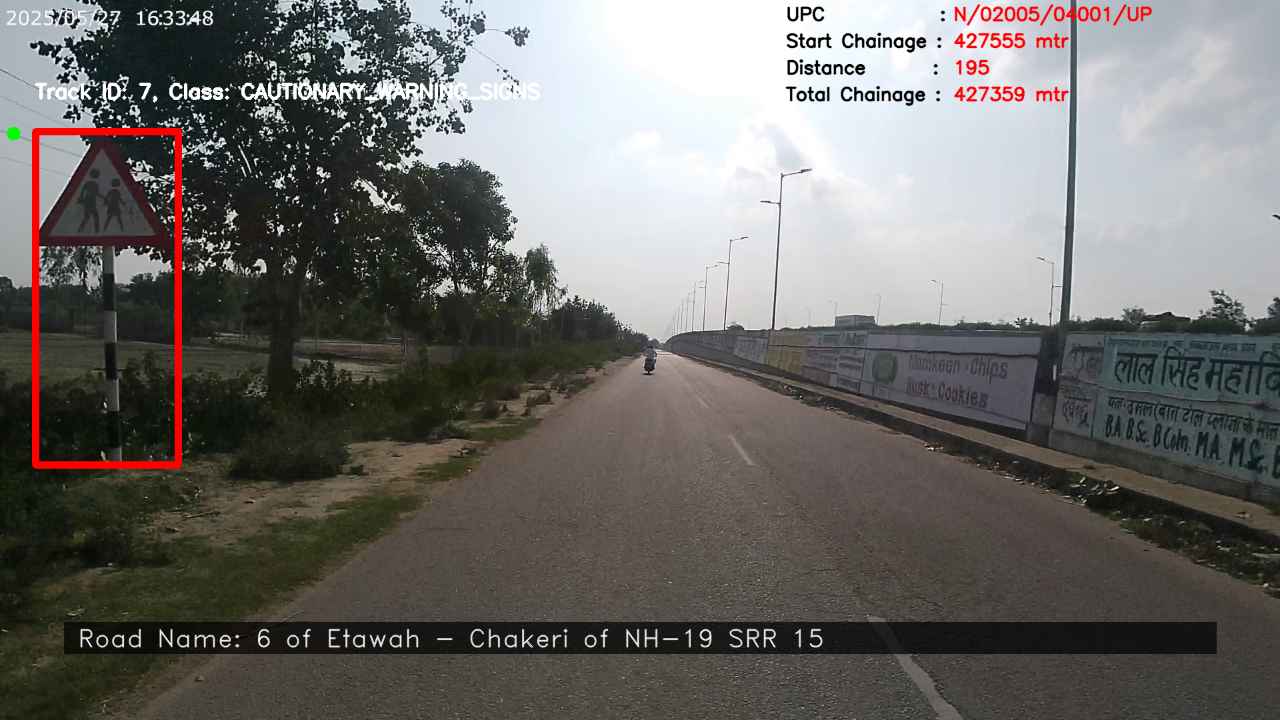 2025/05/27 16:33:48
UPC : N/02005/04001/UP
Start Chainage : 427555 mtr
Distance : 195
Total Chainage : 427359 mtr
Track ID: 7, Class: CAUTIONARY_WARNING_SIGNS
Namkeen Chips
Rusk Cookies
लाल सिंह महावि
B.A. B.Sc. B.Com. M.A. M.Sc.
Road Name: 6 of Etawah - Chakeri of NH-19 SRR 15